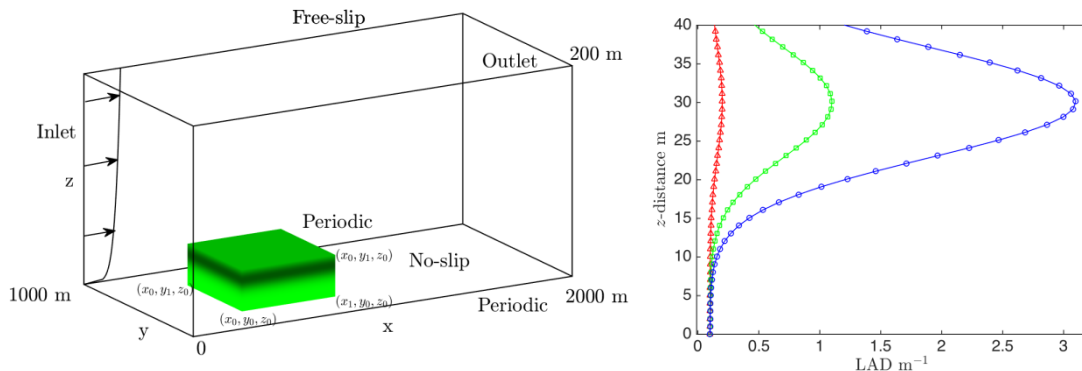 Free-slip
200 m
Outlet
Inlet
z
Periodic
(x₀, y₁, z₀)
No-slip
1000 m
(x₀, y₁, z₀)
(x₁, y₀, z₀)
2000 m
Periodic
(x₀, y₀, z₀)
x
y
0
40
35
30
25
20
15
10
5
0
z-distance m
0
0.5
1
1.5
2
2.5
3
LAD m⁻¹